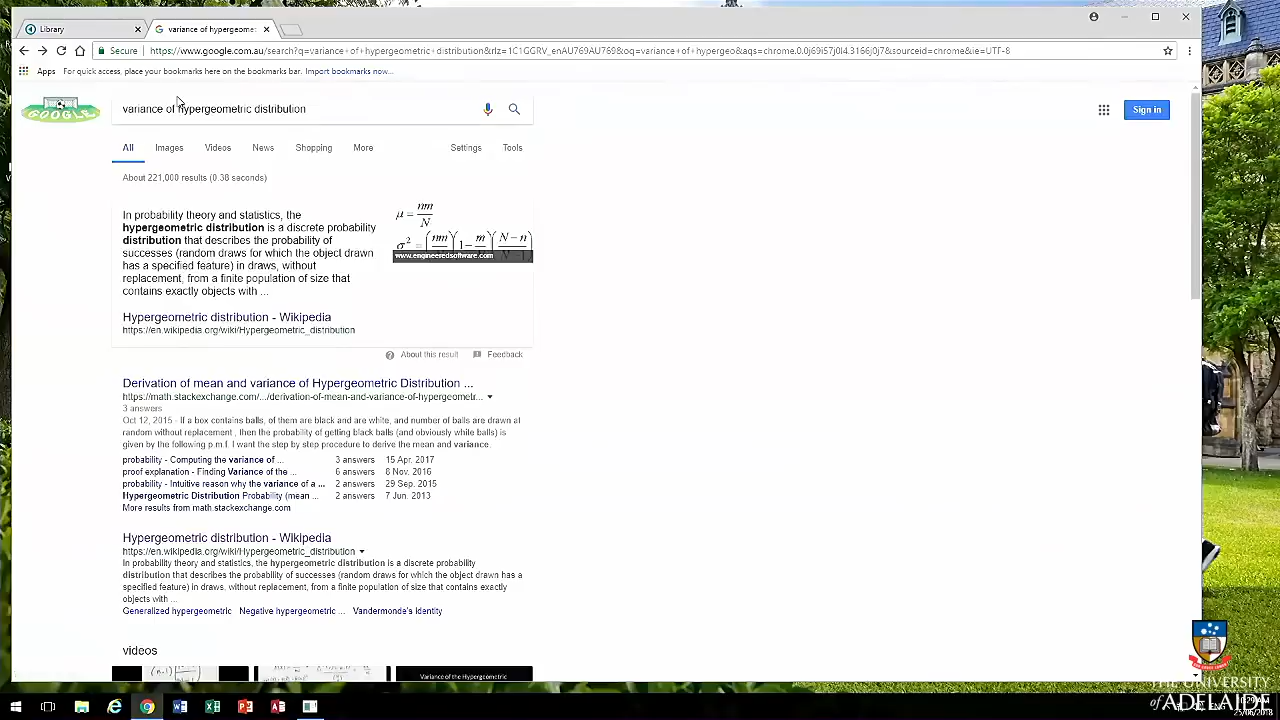 Library
variance of hypergeome
Secure
https://www.google.com.au/search?q=variance+of+hypergeometric+distribution&rlz=1C1GGRV_enAU769AU769&oq=variance+of+hypergeo&aqs=chrome.0.0j69i57j0l4.3166j0j7&sourceid=chrome&ie=UTF-8
Apps
For quick access, place your bookmarks here on the bookmarks bar. Import bookmarks now...
GOOGLE
variance of hypergeometric distribution
Sign in
All Images Videos News Shopping More Settings Tools
About 221,000 results (0.38 seconds)
In probability theory and statistics, the
hypergeometric distribution is a discrete probability
distribution that describes the probability of
successes (random draws for which the object drawn
has a specified feature) in draws, without
replacement, from a finite population of size that
contains exactly objects with ...
μ = nm/N
σ² = (nm/N)(1 − m/N)((N − n)/(N − 1))
www.engineeredsoftware.com
Hypergeometric distribution - Wikipedia
https://en.wikipedia.org/wiki/Hypergeometric_distribution
About this result Feedback
Derivation of mean and variance of Hypergeometric Distribution ...
https://math.stackexchange.com/.../derivation-of-mean-and-variance-of-hypergeometr...
3 answers
Oct 12, 2015 - If a box contains balls, of them are black and are white, and number of balls are drawn at
random without replacement , then the probability of getting black balls (and obviously white balls) is
given by the following p.m.f. I want the step by step procedure to derive the mean and variance.
probability - Computing the variance of ... 3 answers 15 Apr. 2017
proof explanation - Finding Variance of the ... 6 answers 8 Nov. 2016
probability - Intuitive reason why the variance of a ... 2 answers 29 Sep. 2015
Hypergeometric Distribution Probability (mean ... 2 answers 7 Jun. 2013
More results from math.stackexchange.com
Hypergeometric distribution - Wikipedia
https://en.wikipedia.org/wiki/Hypergeometric_distribution
In probability theory and statistics, the hypergeometric distribution is a discrete probability
distribution that describes the probability of successes (random draws for which the object drawn has a
specified feature) in draws, without replacement, from a finite population of size that contains exactly
objects with ...
Generalized hypergeometric Negative hypergeometric ... Vandermonde's identity
videos
Variance of the Hypergeometric
THE UNIVERSITY
of ADELAIDE
25/06/2018